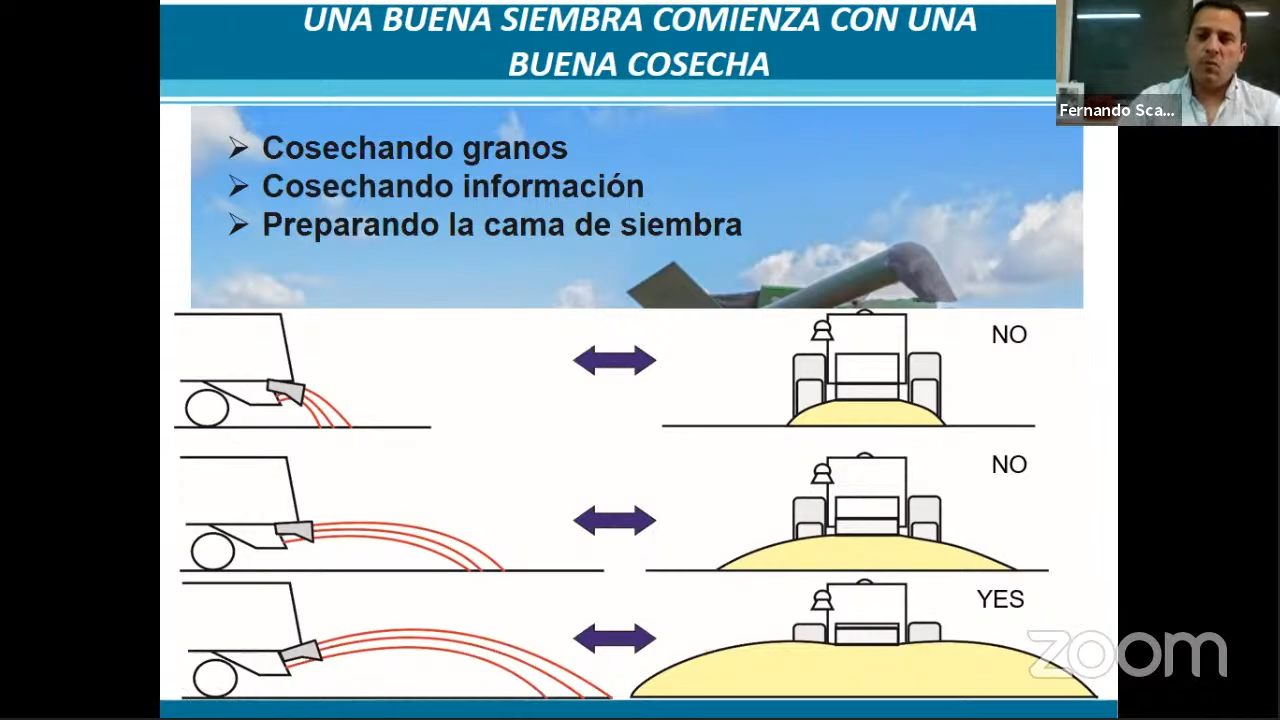 UNA BUENA SIEMBRA COMIENZA CON UNA
BUENA COSECHA
Fernando Sca...
Cosechando granos
Cosechando información
Preparando la cama de siembra
NO
NO
YES
zoom